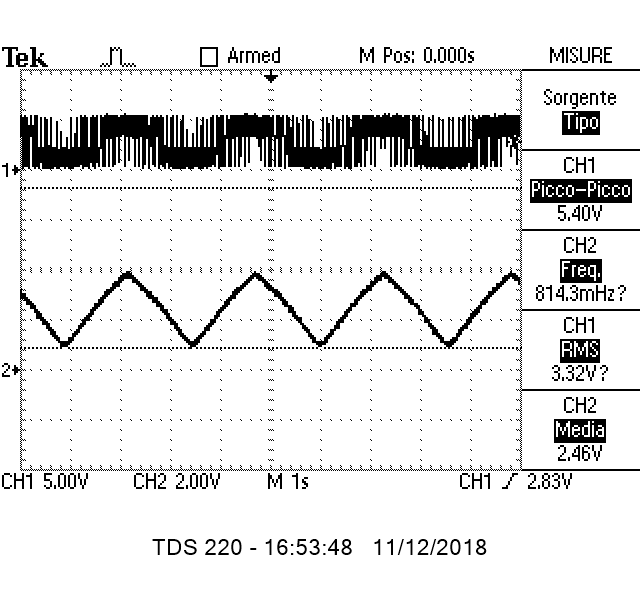 Tek Armed M Pos: 0.000s MISURE
Sorgente
Tipo
CH1
Picco-Picco
5.40V
CH2
Freq.
814.3mHz?
CH1
RMS
3.32V?
CH2
Media
2.46V
1
2
CH1 5.00V CH2 2.00V M 1s CH1 2.83V
TDS 220 - 16:53:48 11/12/2018